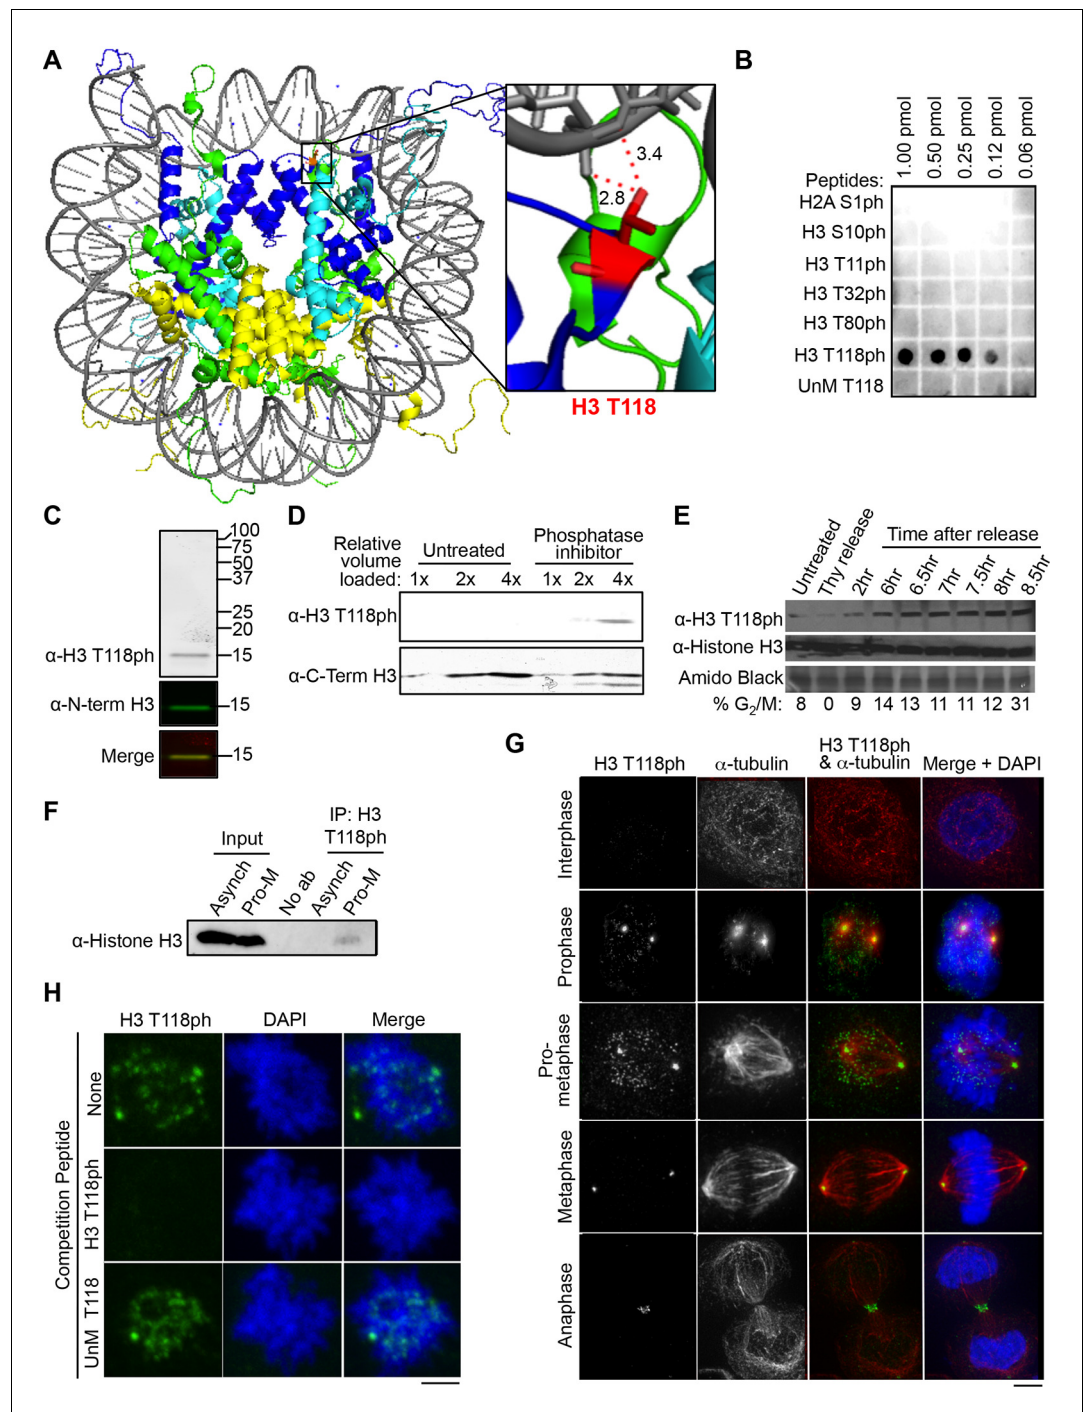 A
3.4
2.8
H3 T118
B
1.00 pmol
0.50 pmol
0.25 pmol
0.12 pmol
0.06 pmol
Peptides:
H2A S1ph
H3 S10ph
H3 T11ph
H3 T32ph
H3 T80ph
H3 T118ph
UnM T118
C
100
75
50
37
25
20
α-H3 T118ph
15
α-N-term H3
15
Merge
15
D
Relative volume loaded:
Untreated
Phosphatase inhibitor
1x 2x 4x 1x 2x 4x
α-H3 T118ph
α-C-Term H3
E
Untreated
Thy release
Time after release
2hr
6hr
6.5hr
7hr
7.5hr
8hr
8.5hr
α-H3 T118ph
α-Histone H3
Amido Black
% G₂/M: 8 0 9 14 13 11 11 12 31
F
Input
IP: H3 T118ph
Asynch
Pro-M
No ab
Asynch
Pro-M
α-Histone H3
G
H3 T118ph
α-tubulin
H3 T118ph & α-tubulin
Merge + DAPI
Interphase
Prophase
Pro-metaphase
Metaphase
Anaphase
H
H3 T118ph
DAPI
Merge
Competition Peptide
None
H3 T118ph
UnM T118